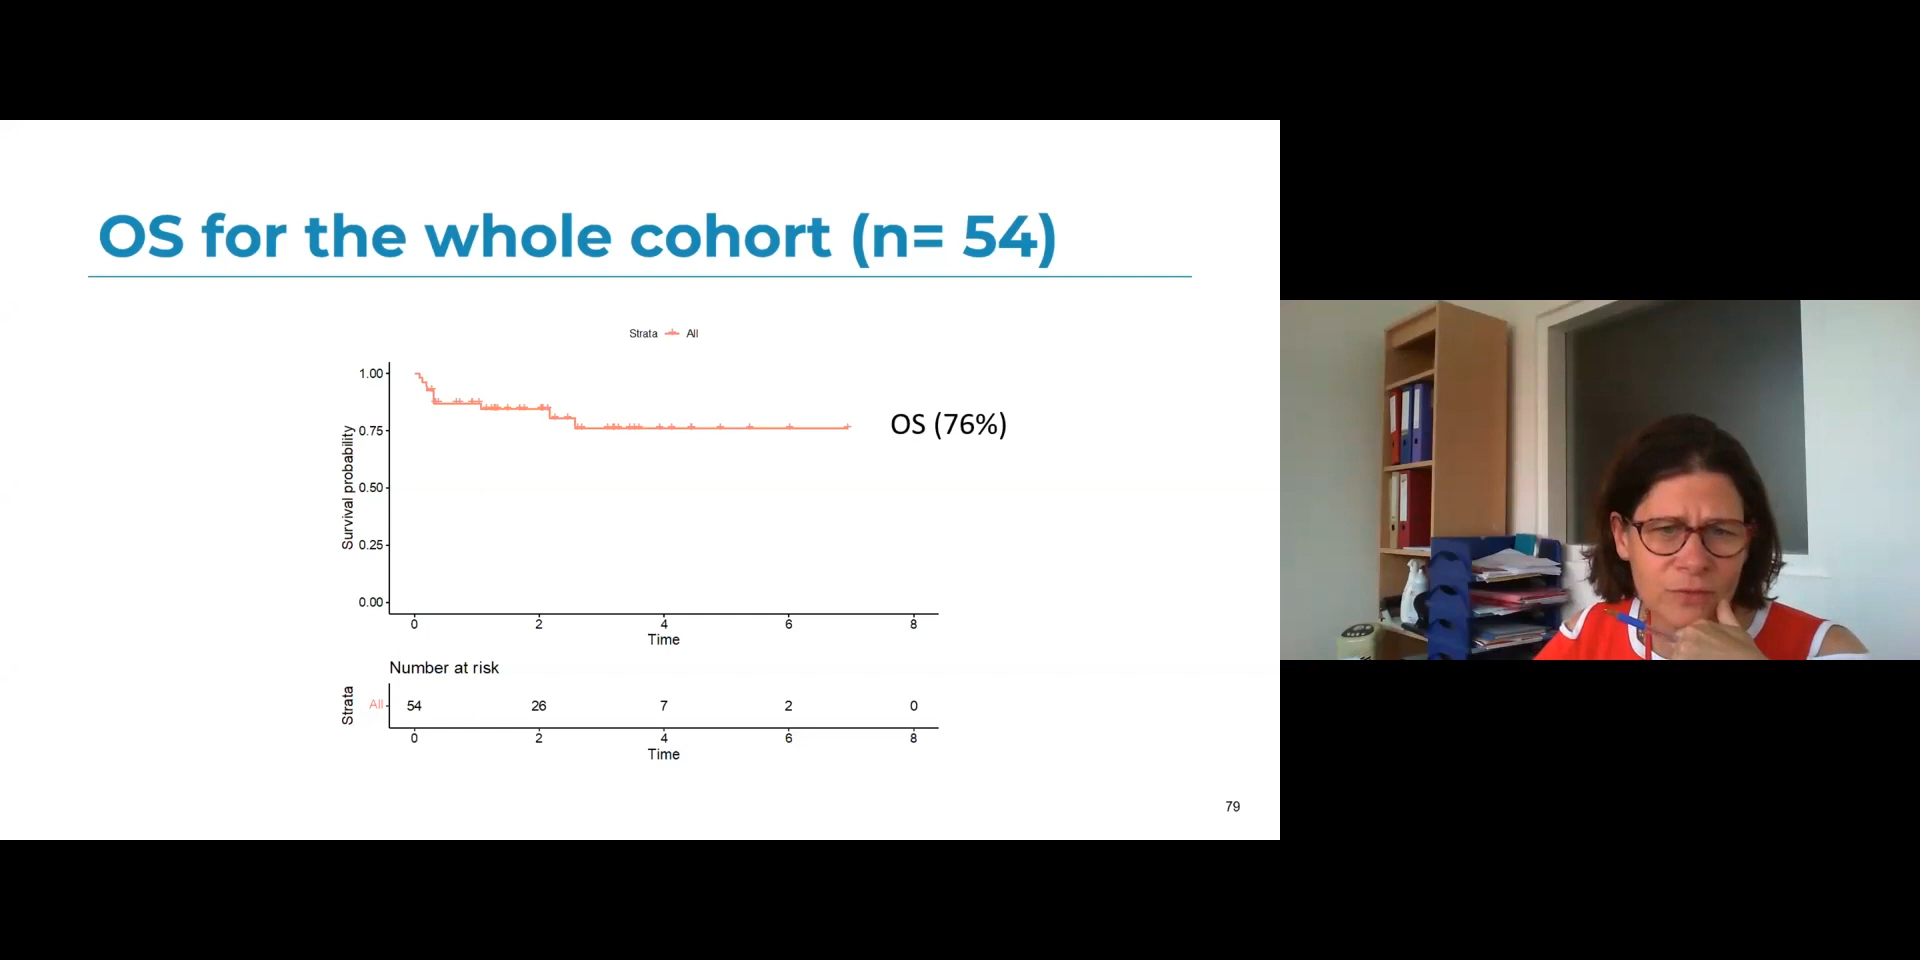 OS for the whole cohort (n= 54)
Strata All
1.00
0.75
0.50
0.25
0.00
Survival probability
OS (76%)
0 2 4 6 8
Time
Number at risk
Strata
All 54 26 7 2 0
0 2 4 6 8
Time
79